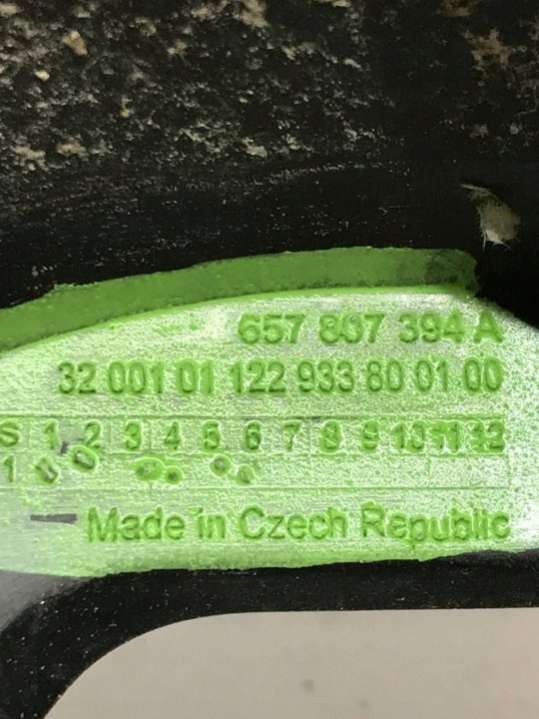 657 807 394 A
32 001 01 122 933 80 01 00
S 1 2 3 4 5 6 7 8 9 10 11 12
1
Made in Czech Republic